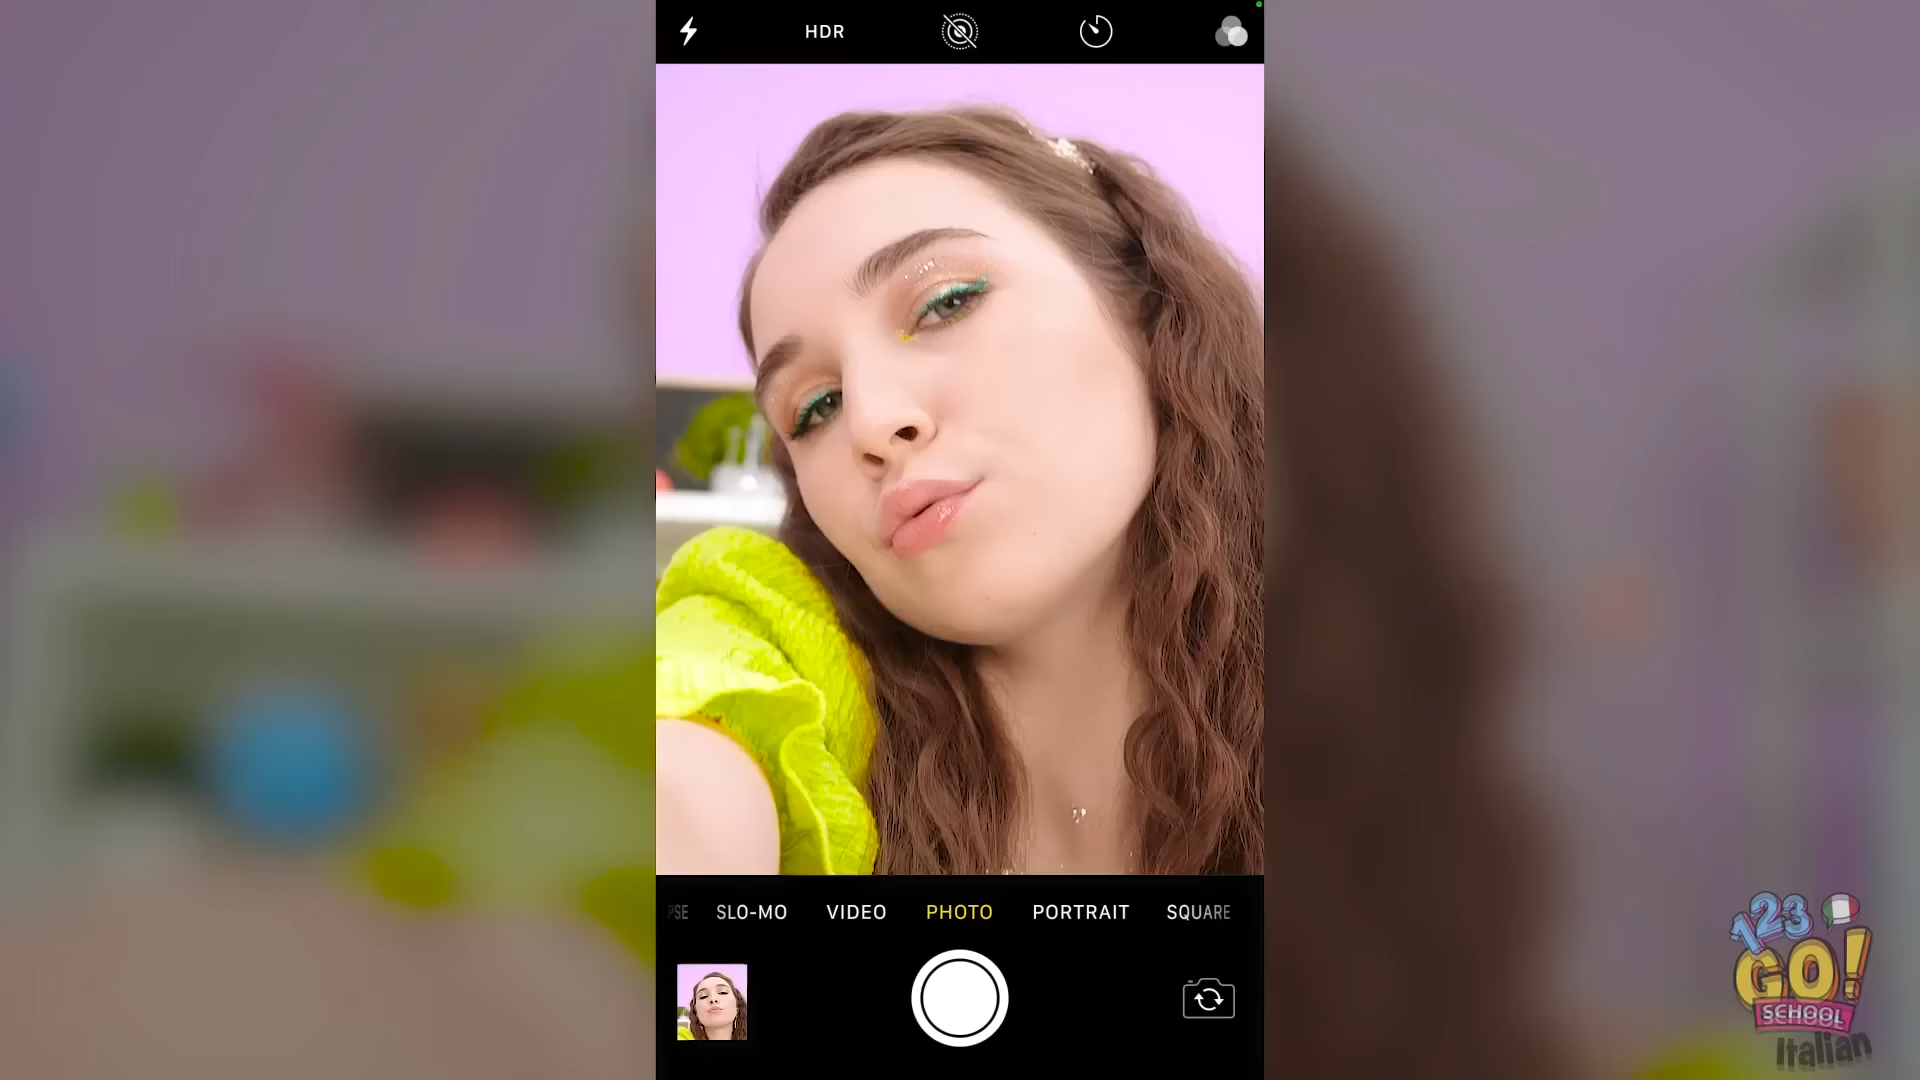 HDR
PSE SLO-MO VIDEO PHOTO PORTRAIT SQUARE
123
GO!
SCHOOL
Italian